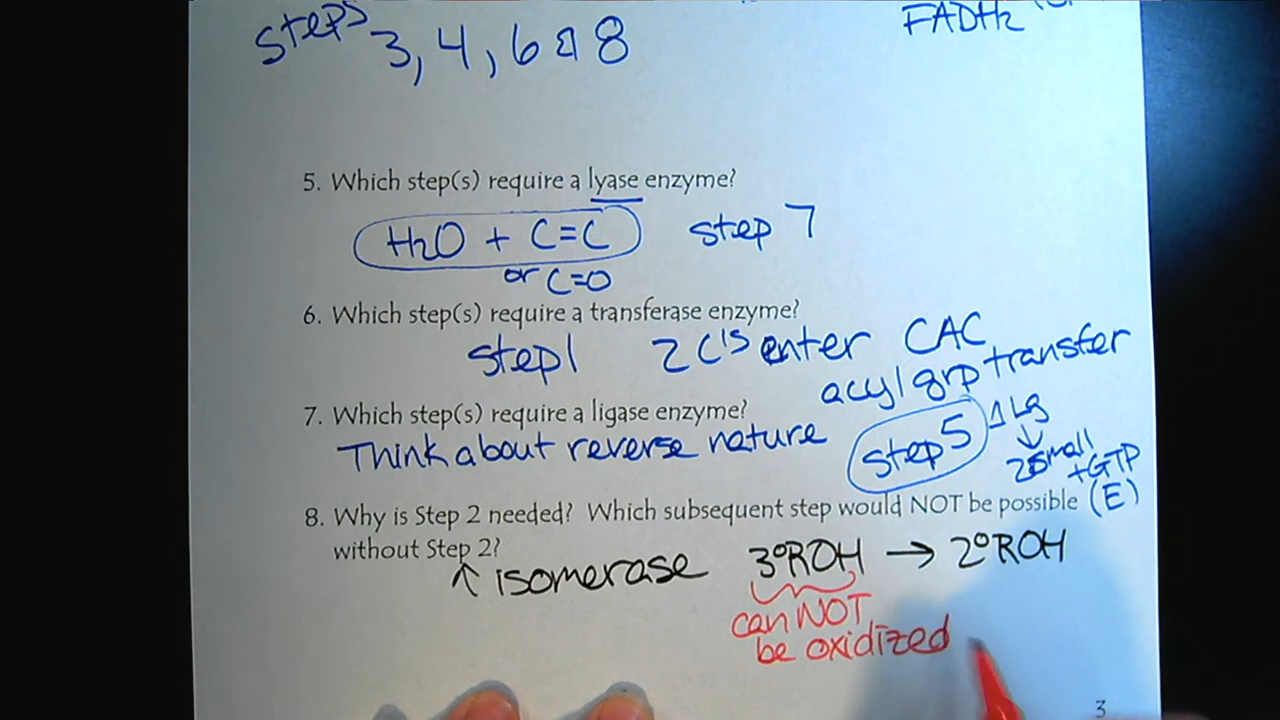 steps 3, 4, 6 & 8
FADH2
5. Which step(s) require a lyase enzyme?
H2O + C=C step 7
or C=O
6. Which step(s) require a transferase enzyme?
step 1 2 C's enter CAC
acyl grp transfer
7. Which step(s) require a ligase enzyme?
Think about reverse nature step 5 1 Lg
→ 2 small
+GTP
(E)
8. Why is Step 2 needed? Which subsequent step would NOT be possible
without Step 2?
↑ isomerase 3°ROH → 2°ROH
can NOT
be oxidized
3